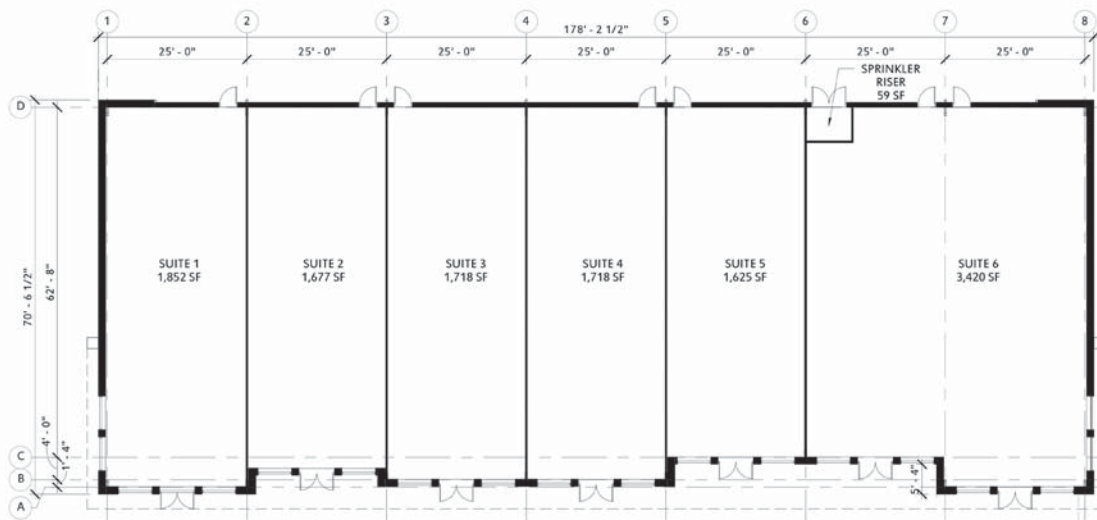 1 2 3 4 5 6 7 8
178' - 2 1/2"
25' - 0" 25' - 0" 25' - 0" 25' - 0" 25' - 0" 25' - 0" 25' - 0"
SPRINKLER
RISER
59 SF
D
70' - 6 1/2"
62' - 8"
SUITE 1
1,852 SF
SUITE 2
1,677 SF
SUITE 3
1,718 SF
SUITE 4
1,718 SF
SUITE 5
1,625 SF
SUITE 6
3,420 SF
4' - 0"
1' - 4"
C
B
A
5' - 4"